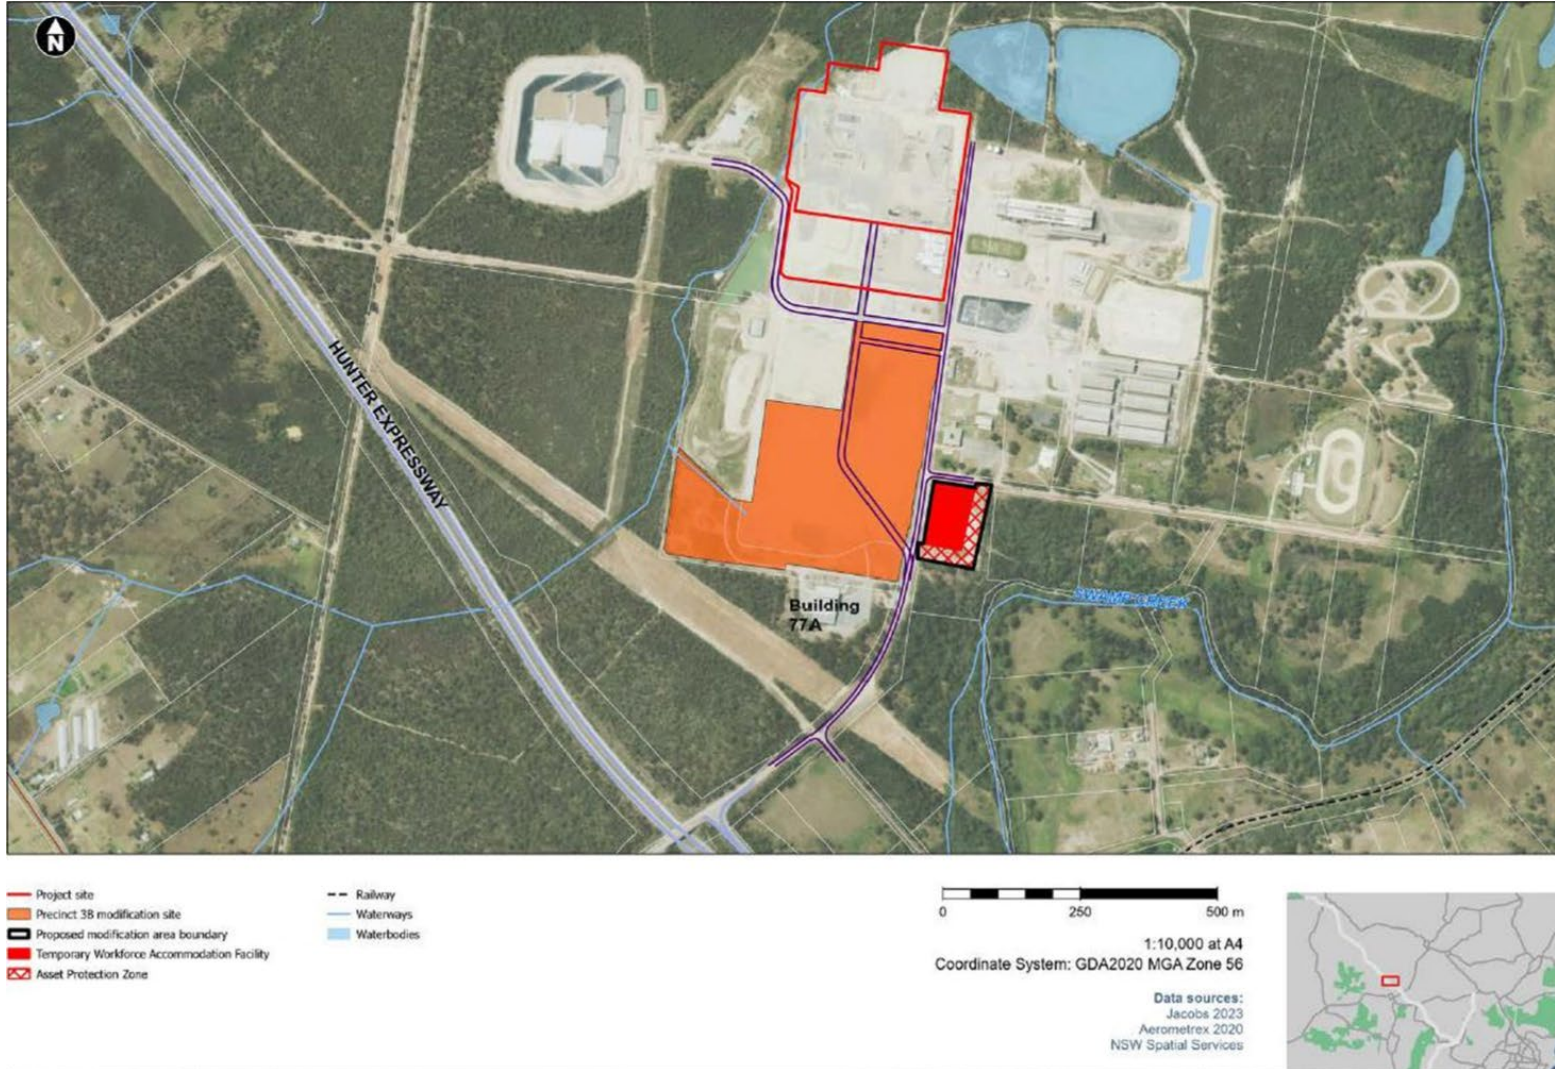 N
HUNTER EXPRESSWAY
SWAMP CREEK
Building
77A
Project site
Precinct 3B modification site
Proposed modification area boundary
Temporary Workforce Accommodation Facility
Asset Protection Zone
Railway
Waterways
Waterbodies
0 250 500 m
1:10,000 at A4
Coordinate System: GDA2020 MGA Zone 56
Data sources:
Jacobs 2023
Aerometrex 2020
NSW Spatial Services